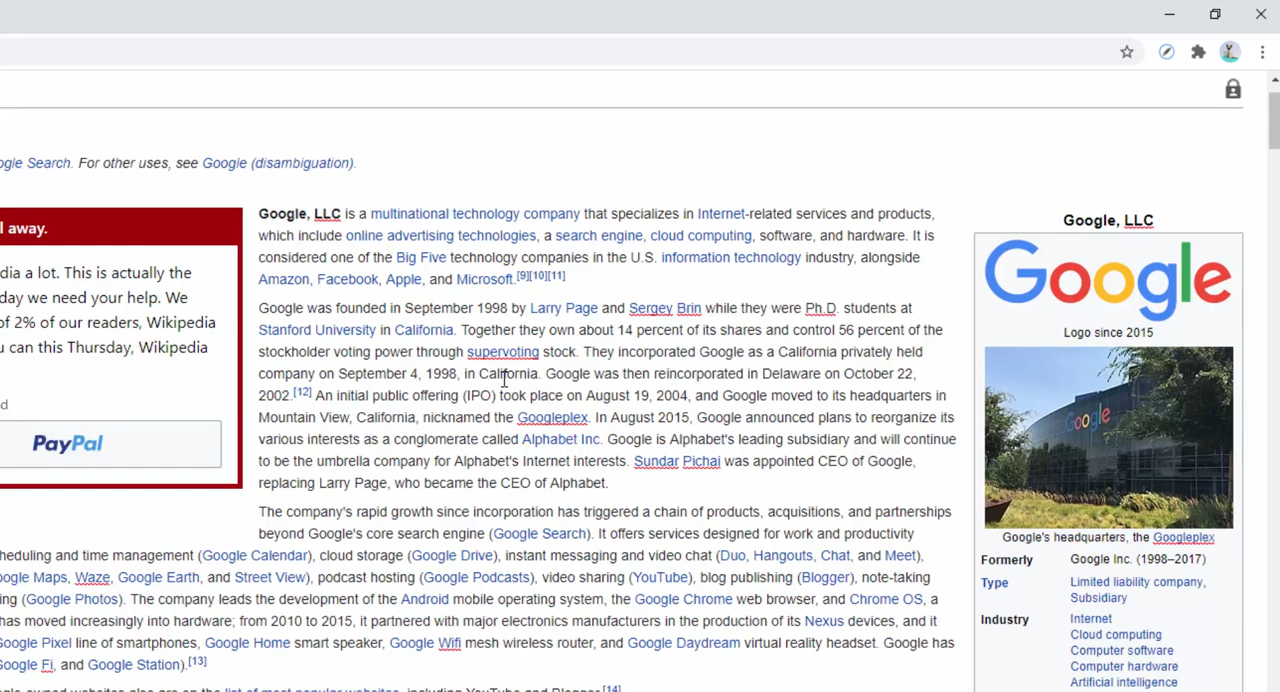 ogle Search. For other uses, see Google (disambiguation).
l away.
dia a lot. This is actually the
day we need your help. We
of 2% of our readers, Wikipedia
u can this Thursday, Wikipedia
d
PayPal
Google, LLC is a multinational technology company that specializes in Internet-related services and products,
which include online advertising technologies, a search engine, cloud computing, software, and hardware. It is
considered one of the Big Five technology companies in the U.S. information technology industry, alongside
Amazon, Facebook, Apple, and Microsoft.[9][10][11]
Google was founded in September 1998 by Larry Page and Sergey Brin while they were Ph.D. students at
Stanford University in California. Together they own about 14 percent of its shares and control 56 percent of the
stockholder voting power through supervoting stock. They incorporated Google as a California privately held
company on September 4, 1998, in California. Google was then reincorporated in Delaware on October 22,
2002.[12] An initial public offering (IPO) took place on August 19, 2004, and Google moved to its headquarters in
Mountain View, California, nicknamed the Googleplex. In August 2015, Google announced plans to reorganize its
various interests as a conglomerate called Alphabet Inc. Google is Alphabet's leading subsidiary and will continue
to be the umbrella company for Alphabet's Internet interests. Sundar Pichai was appointed CEO of Google,
replacing Larry Page, who became the CEO of Alphabet.
The company's rapid growth since incorporation has triggered a chain of products, acquisitions, and partnerships
beyond Google's core search engine (Google Search). It offers services designed for work and productivity
heduling and time management (Google Calendar), cloud storage (Google Drive), instant messaging and video chat (Duo, Hangouts, Chat, and Meet),
oogle Maps, Waze, Google Earth, and Street View), podcast hosting (Google Podcasts), video sharing (YouTube), blog publishing (Blogger), note-taking
ing (Google Photos). The company leads the development of the Android mobile operating system, the Google Chrome web browser, and Chrome OS, a
has moved increasingly into hardware; from 2010 to 2015, it partnered with major electronics manufacturers in the production of its Nexus devices, and it
Google Pixel line of smartphones, Google Home smart speaker, Google Wifi mesh wireless router, and Google Daydream virtual reality headset. Google has
oogle Fi, and Google Station).[13]
oogle-owned websites also are on the list of most popular websites, including YouTube and Blogger.[14]
Google, LLC
Google
Logo since 2015
Google
Google's headquarters, the Googleplex
Formerly Google Inc. (1998–2017)
Type Limited liability company,
Subsidiary
Industry Internet
Cloud computing
Computer software
Computer hardware
Artificial intelligence